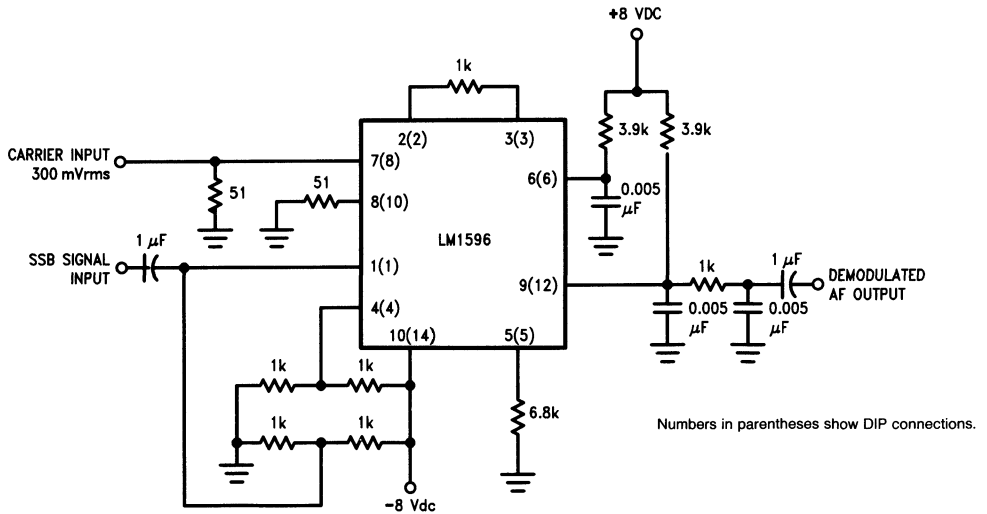 +8 VDC
1k
3.9k
3.9k
2(2)
3(3)
CARRIER INPUT
300 mVrms
7(8)
6(6)
51
51
8(10)
0.005
μF
LM1596
1 μF
SSB SIGNAL
INPUT
1(1)
9(12)
1k
1 μF
DEMODULATED
AF OUTPUT
4(4)
0.005
μF
0.005
μF
10(14)
5(5)
1k
1k
6.8k
1k
1k
Numbers in parentheses show DIP connections.
-8 Vdc